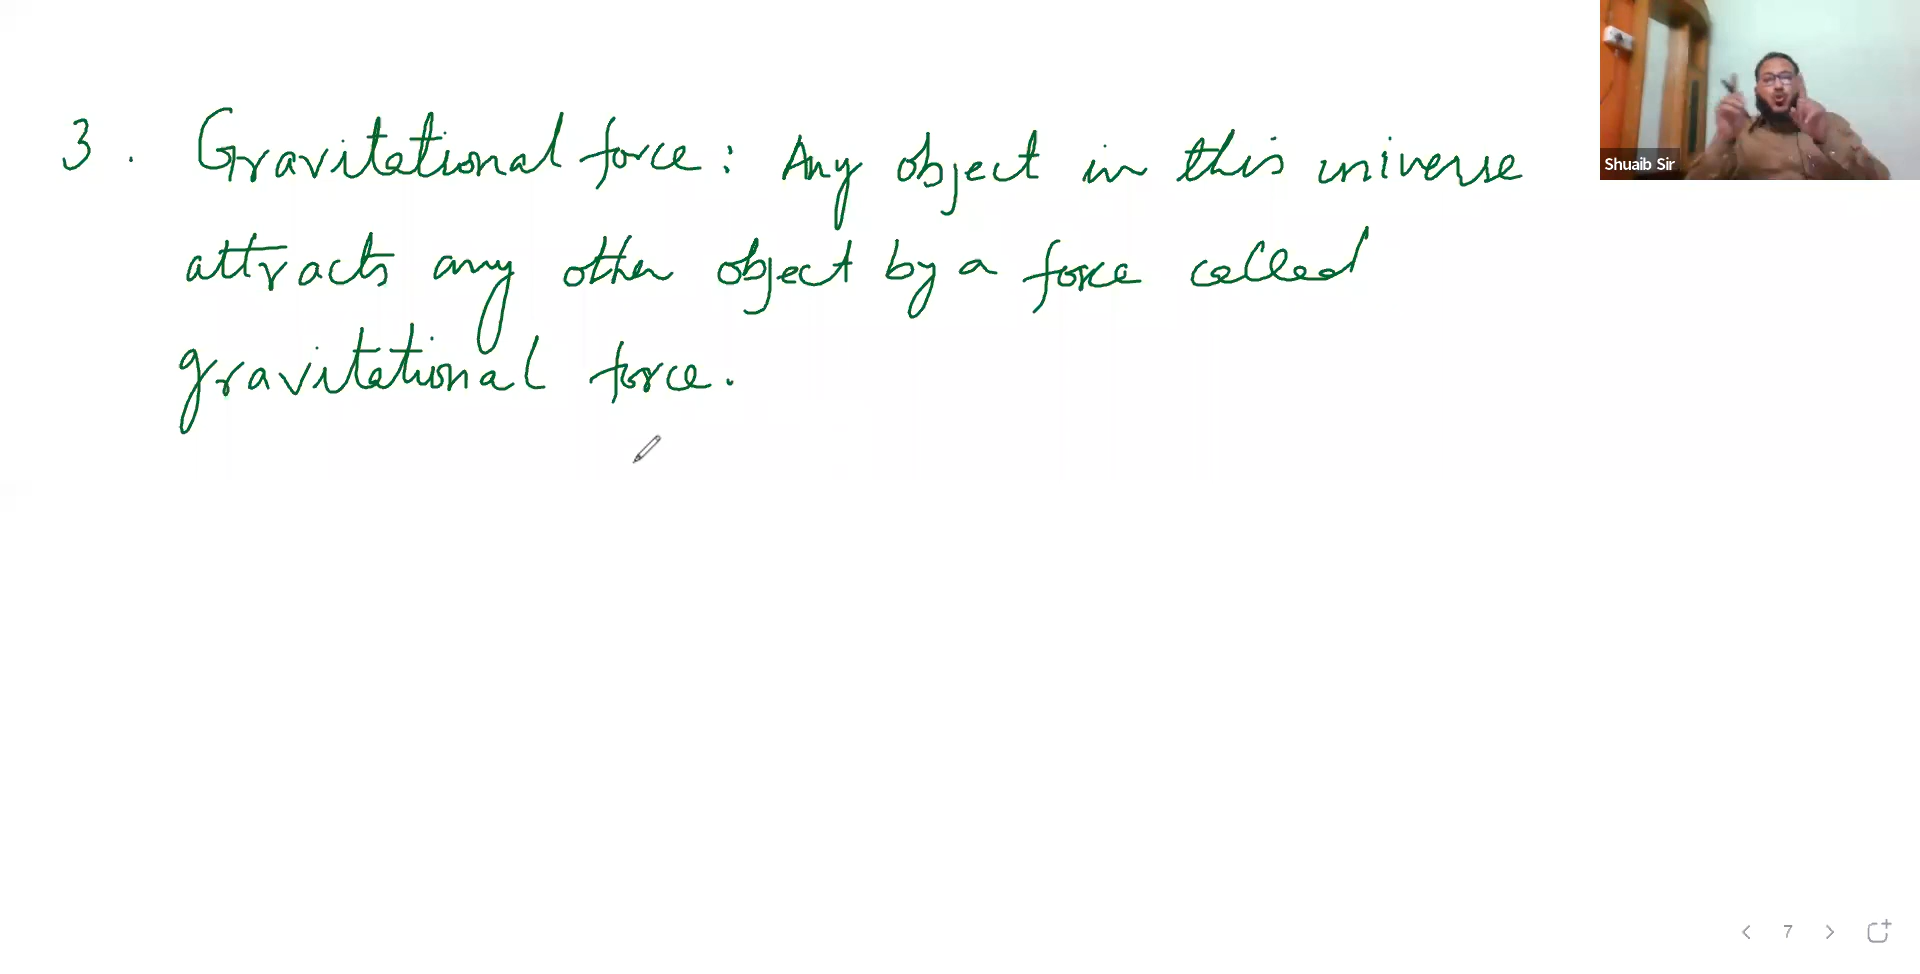 3. Gravitational force: Any object in this universe
attracts any other object by a force called
gravitational force.
Shuaib Sir
7